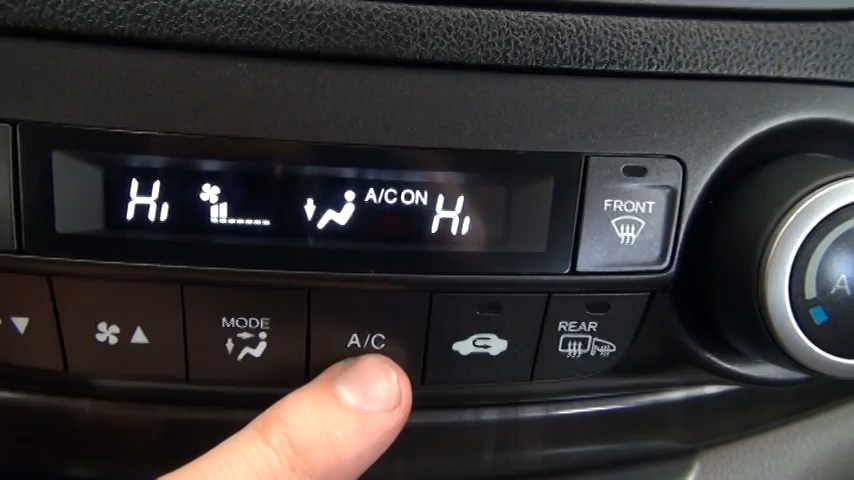 Hi A/C ON Hi
FRONT
MODE
A/C
REAR
A